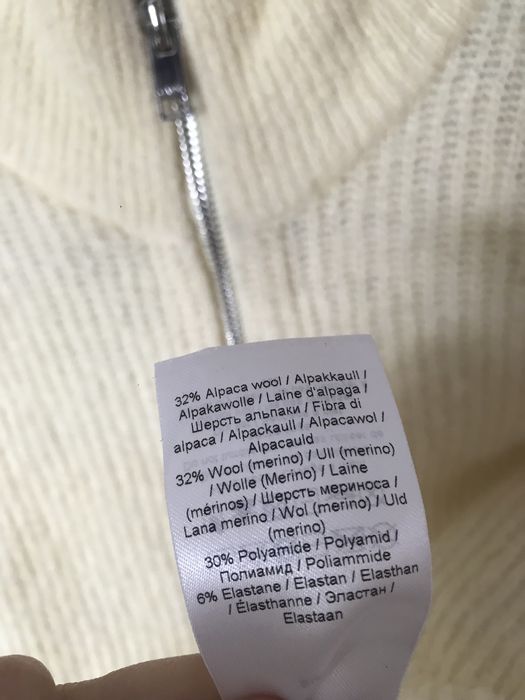 32% Alpaca wool / Alpakkaull /
Alpakawolle / Laine d'alpaga /
Шерсть альпаки / Fibra di
alpaca / Alpackaull / Alpacawol /
Alpacauld
32% Wool (merino) / Ull (merino)
/ Wolle (Merino) / Laine
(mérinos) / Шерсть мериноса /
Lana merino / Wol (merino) / Uld
(merino)
30% Polyamide / Polyamid /
Полиамид / Poliammide
6% Elastane / Elastan / Elasthan
/ Élasthanne / Эластан /
Elastaan